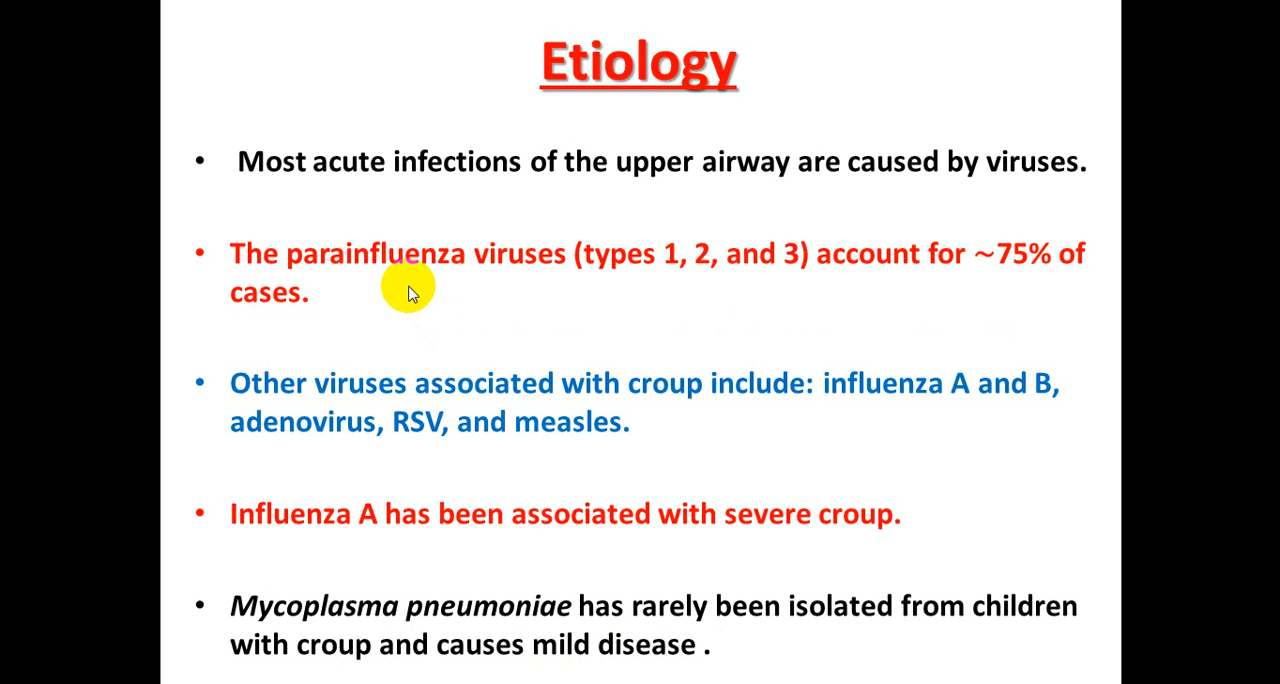 Etiology
• Most acute infections of the upper airway are caused by viruses.
• The parainfluenza viruses (types 1, 2, and 3) account for ∼75% of
cases.
• Other viruses associated with croup include: influenza A and B,
adenovirus, RSV, and measles.
• Influenza A has been associated with severe croup.
• Mycoplasma pneumoniae has rarely been isolated from children
with croup and causes mild disease .